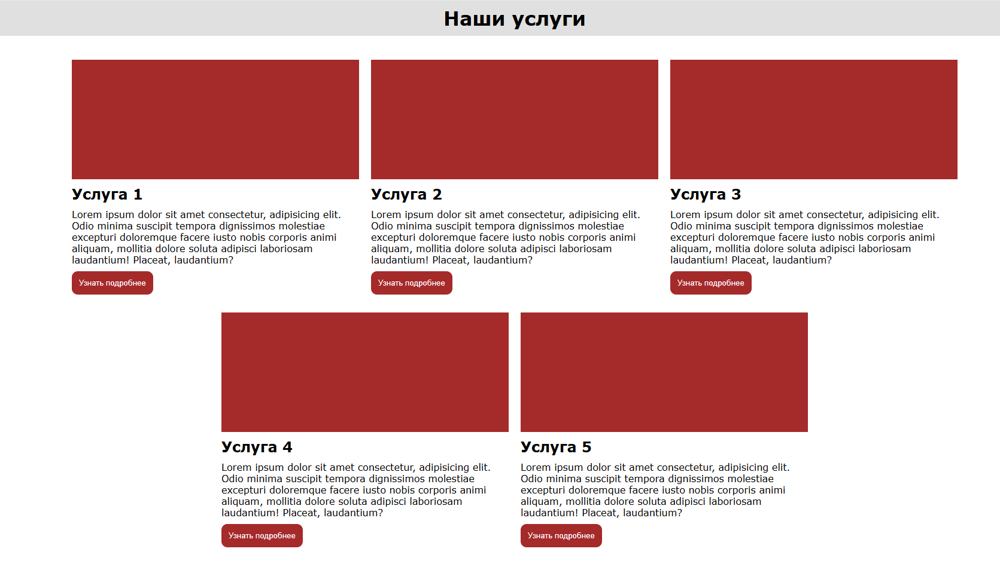 Наши услуги
Услуга 1
Lorem ipsum dolor sit amet consectetur, adipisicing elit.
Odio minima suscipit tempora dignissimos molestiae
excepturi doloremque facere iusto nobis corporis animi
aliquam, mollitia dolore soluta adipisci laboriosam
laudantium! Placeat, laudantium?
Узнать подробнее
Услуга 2
Lorem ipsum dolor sit amet consectetur, adipisicing elit.
Odio minima suscipit tempora dignissimos molestiae
excepturi doloremque facere iusto nobis corporis animi
aliquam, mollitia dolore soluta adipisci laboriosam
laudantium! Placeat, laudantium?
Узнать подробнее
Услуга 3
Lorem ipsum dolor sit amet consectetur, adipisicing elit.
Odio minima suscipit tempora dignissimos molestiae
excepturi doloremque facere iusto nobis corporis animi
aliquam, mollitia dolore soluta adipisci laboriosam
laudantium! Placeat, laudantium?
Узнать подробнее
Услуга 4
Lorem ipsum dolor sit amet consectetur, adipisicing elit.
Odio minima suscipit tempora dignissimos molestiae
excepturi doloremque facere iusto nobis corporis animi
aliquam, mollitia dolore soluta adipisci laboriosam
laudantium! Placeat, laudantium?
Узнать подробнее
Услуга 5
Lorem ipsum dolor sit amet consectetur, adipisicing elit.
Odio minima suscipit tempora dignissimos molestiae
excepturi doloremque facere iusto nobis corporis animi
aliquam, mollitia dolore soluta adipisci laboriosam
laudantium! Placeat, laudantium?
Узнать подробнее